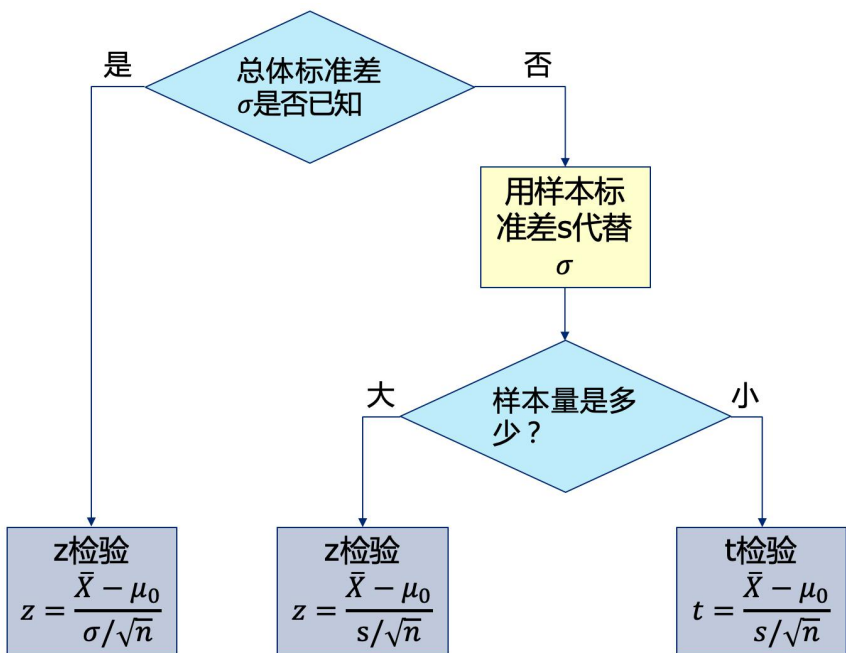 总体标准差
σ是否已知
是
否
用样本标
准差s代替
σ
样本量是多
少？
大
小
z检验
z = (X̄ − μ₀)/(σ/√n)
z检验
z = (X̄ − μ₀)/(s/√n)
t检验
t = (X̄ − μ₀)/(s/√n)